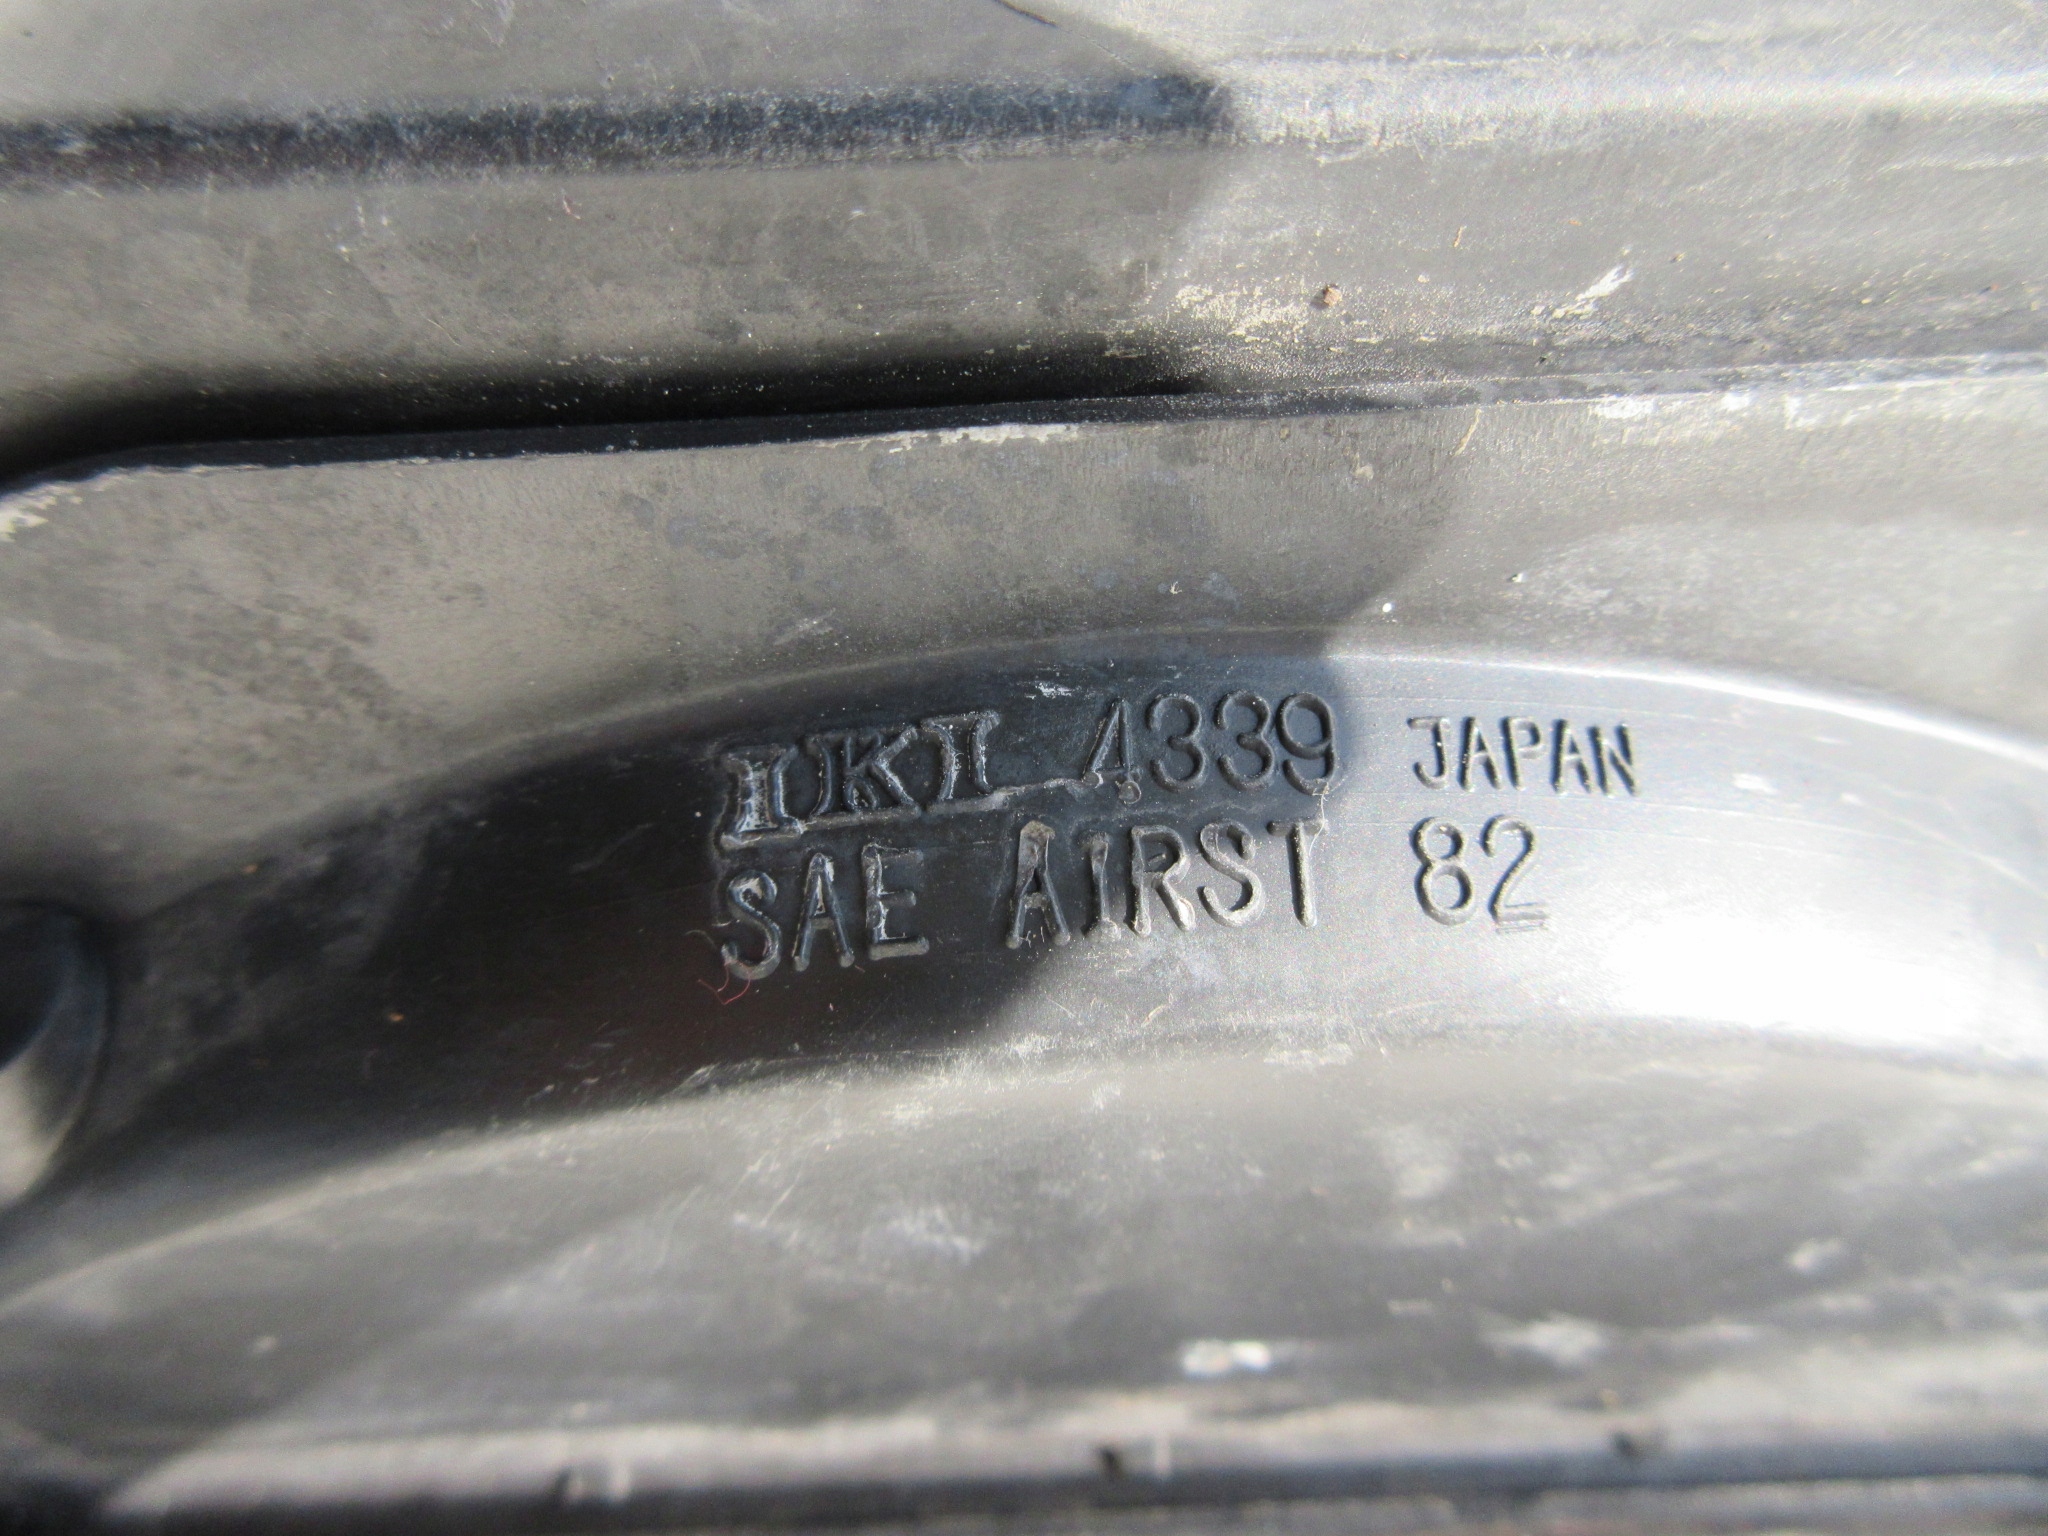 IKI 4339 JAPAN
SAE AIRST 82